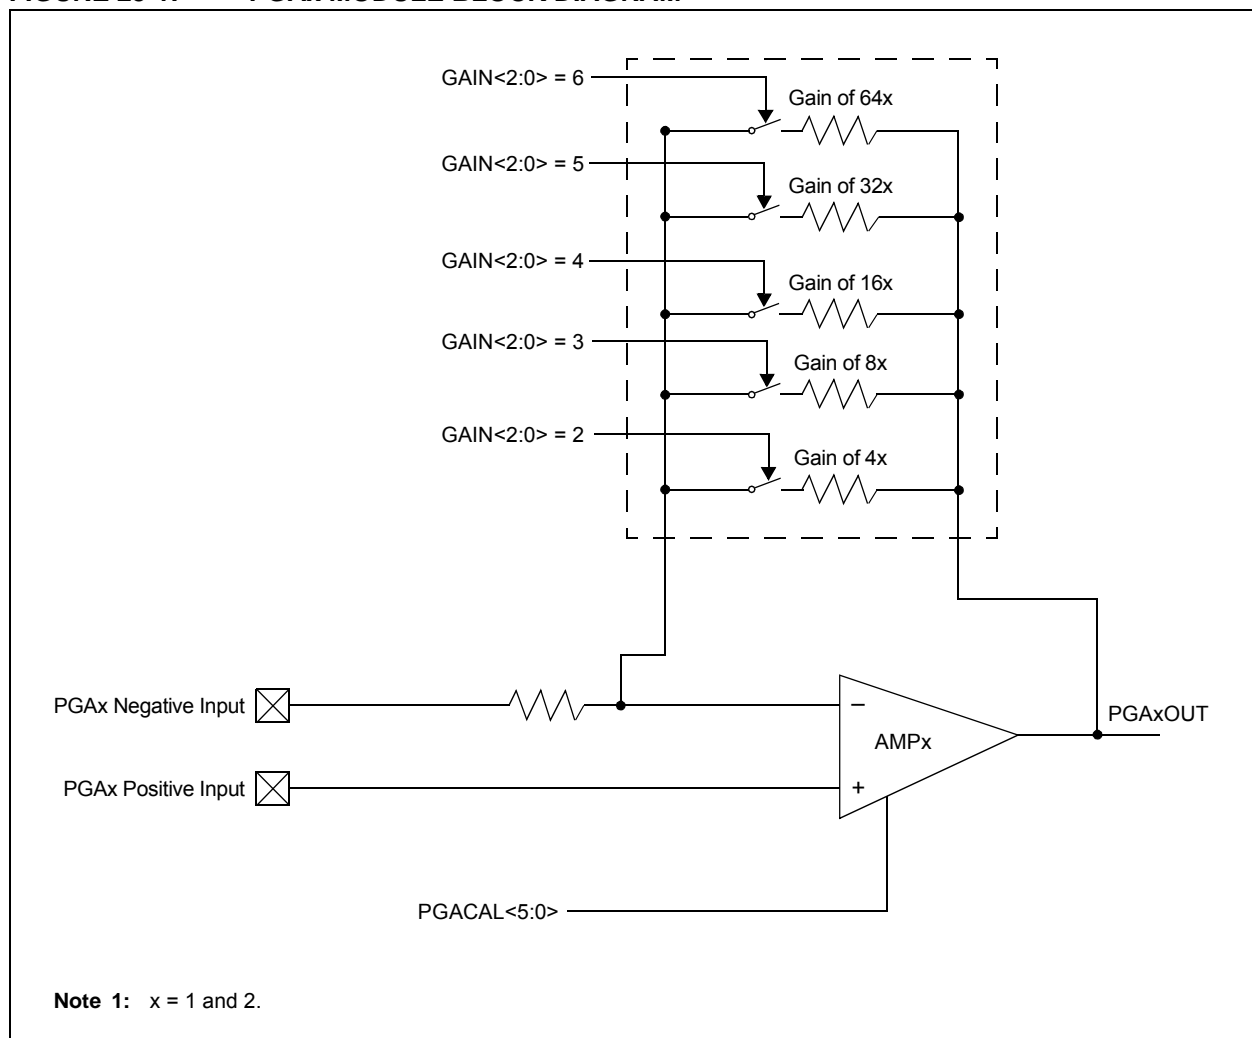 GAIN<2:0> = 6
Gain of 64x
GAIN<2:0> = 5
Gain of 32x
GAIN<2:0> = 4
Gain of 16x
GAIN<2:0> = 3
Gain of 8x
GAIN<2:0> = 2
Gain of 4x
PGAx Negative Input
–
PGAxOUT
AMPx
PGAx Positive Input
+
PGACAL<5:0>
Note 1: x = 1 and 2.